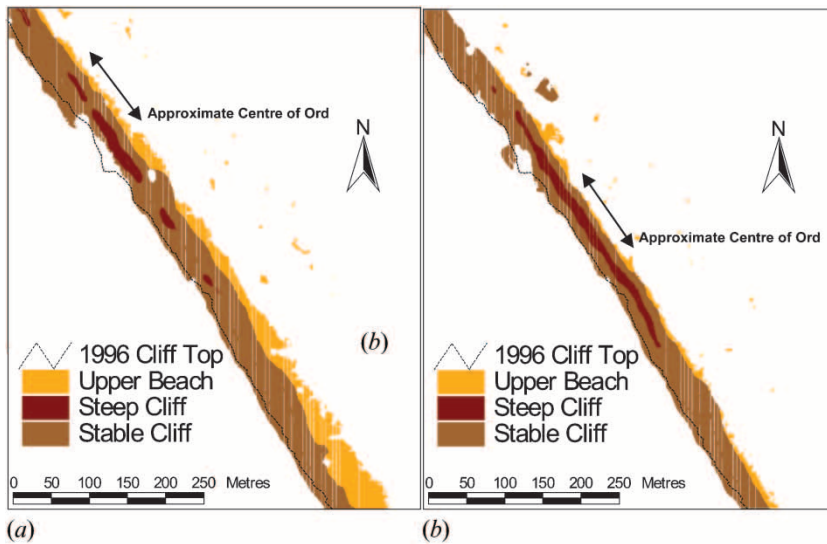 Approximate Centre of Ord
N
(b)
1996 Cliff Top
Upper Beach
Steep Cliff
Stable Cliff
0 50 100 150 200 250 Metres
(a)
N
Approximate Centre of Ord
1996 Cliff Top
Upper Beach
Steep Cliff
Stable Cliff
0 50 100 150 200 250 Metres
(b)